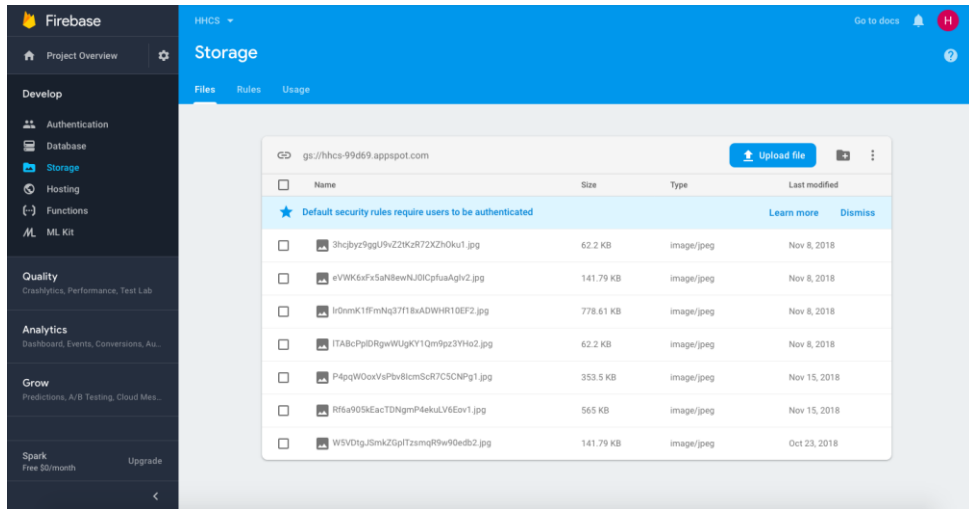 Firebase
Project Overview
Develop
Authentication
Database
Storage
Hosting
Functions
ML Kit
Quality
Crashlytics, Performance, Test Lab
Analytics
Dashboard, Events, Conversions, Au...
Grow
Predictions, A/B Testing, Cloud Mes...
Spark
Free $0/month
Upgrade
HHCS
Go to docs
H
Storage
Files Rules Usage
gs://hhcs-99d69.appspot.com
Upload file
Name Size Type Last modified
Default security rules require users to be authenticated Learn more Dismiss
3hcjbyz9ggU9vZ2tKzR72XZhOku1.jpg 62.2 KB image/jpeg Nov 8, 2018
eVWK6xFx5aN8ewNJ0ICpfuaAgIv2.jpg 141.79 KB image/jpeg Nov 8, 2018
Ir0nmK1fFmNq37f18xADWHR10EF2.jpg 778.61 KB image/jpeg Nov 8, 2018
ITABcPplDRgwWUgKY1Qm9pz3YHo2.jpg 62.2 KB image/jpeg Nov 8, 2018
P4pqWOoxVsPbv8IcmScR7C5CNPg1.jpg 353.5 KB image/jpeg Nov 15, 2018
Rf6a90SkEacTDNgmP4ekuLV6Eov1.jpg 565 KB image/jpeg Nov 15, 2018
W5VDtgJSmkZGplTzsmqR9w90edb2.jpg 141.79 KB image/jpeg Oct 23, 2018